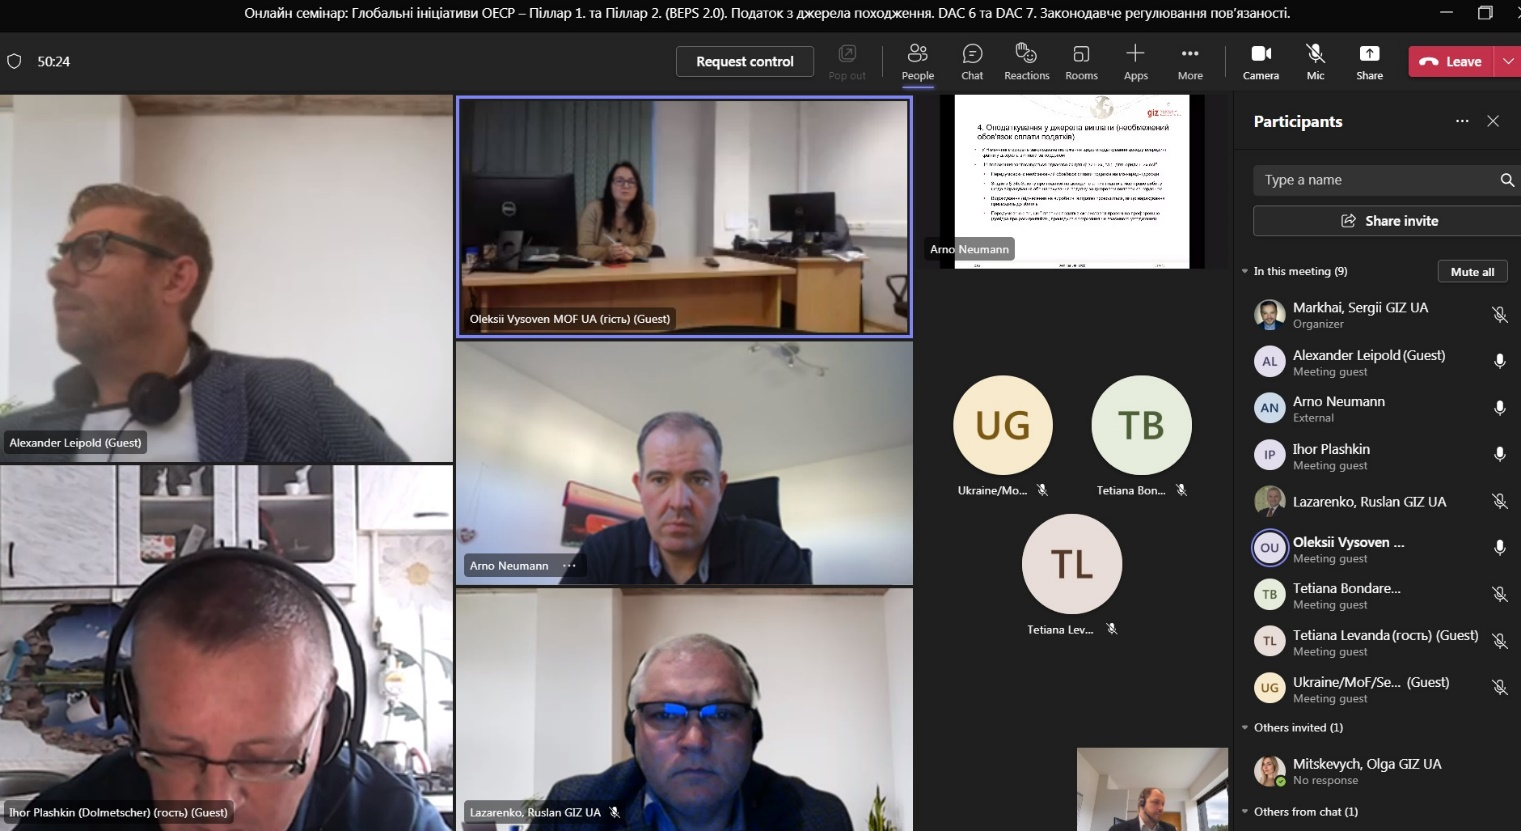 Онлайн семінар: Глобальні ініціативи ОЕСР – Піллар 1. та Піллар 2. (BEPS 2.0). Податок з джерела походження. DAC 6 та DAC 7. Законодавче регулювання пов’язаності.
50:24
Request control
Pop out
People
Chat
Reactions
Rooms
Apps
More
Camera
Mic
Share
Leave
Alexander Leipold (Guest)
Oleksii Vysoven MOF UA (гість) (Guest)
giz
4. Оподаткування у джерела виплати (необмежений
обов'язок сплати податків)
Arno Neumann
Arno Neumann
Ihor Plashkin (Dolmetscher) (гость) (Guest)
Lazarenko, Ruslan GIZ UA
UG
Ukraine/Mo...
TB
Tetiana Bon...
TL
Tetiana Lev...
Participants
Type a name
Share invite
In this meeting (9)
Mute all
Markhai, Sergii GIZ UA
Organizer
AL
Alexander Leipold (Guest)
Meeting guest
AN
Arno Neumann
External
IP
Ihor Plashkin
Meeting guest
Lazarenko, Ruslan GIZ UA
OU
Oleksii Vysoven ...
Meeting guest
TB
Tetiana Bondare...
Meeting guest
TL
Tetiana Levanda (гость) (Guest)
Meeting guest
UG
Ukraine/MoF/Se... (Guest)
Meeting guest
Others invited (1)
Mitskevych, Olga GIZ UA
No response
Others from chat (1)